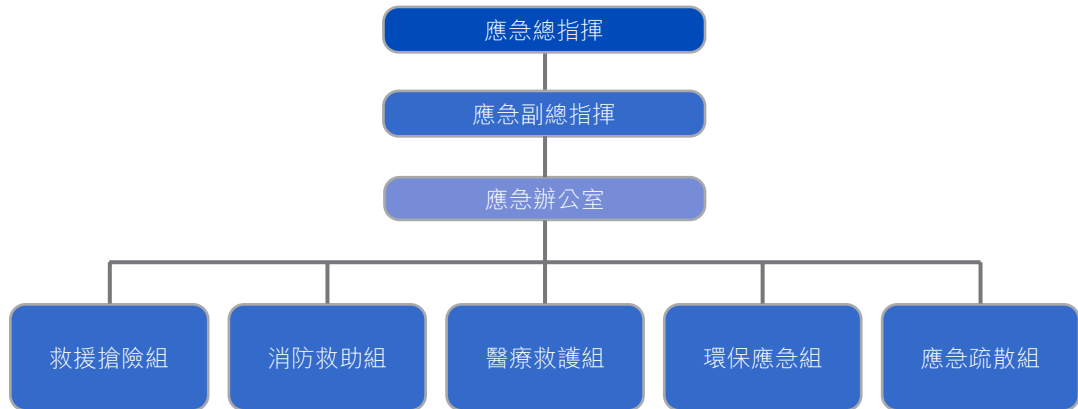 應急總指揮
應急副總指揮
應急辦公室
救援搶險組
消防救助組
醫療救護組
環保應急組
應急疏散組